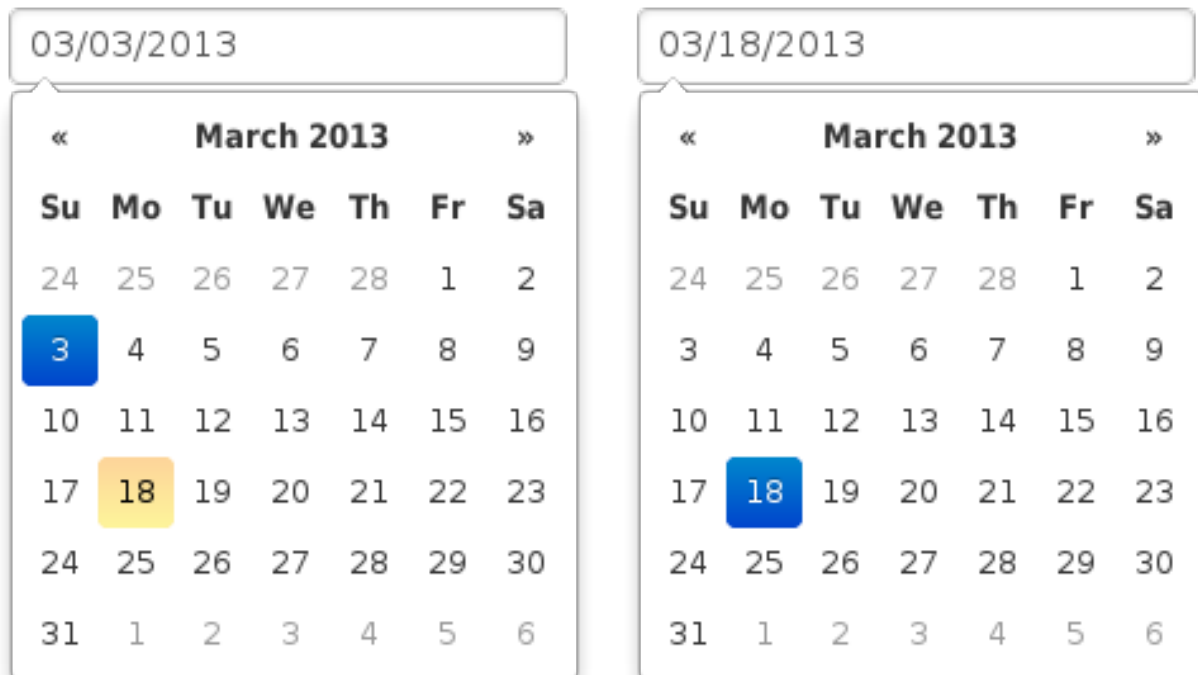 03/03/2013
« March 2013 »
Su Mo Tu We Th Fr Sa
24 25 26 27 28 1 2
3 4 5 6 7 8 9
10 11 12 13 14 15 16
17 18 19 20 21 22 23
24 25 26 27 28 29 30
31 1 2 3 4 5 6
03/18/2013
« March 2013 »
Su Mo Tu We Th Fr Sa
24 25 26 27 28 1 2
3 4 5 6 7 8 9
10 11 12 13 14 15 16
17 18 19 20 21 22 23
24 25 26 27 28 29 30
31 1 2 3 4 5 6